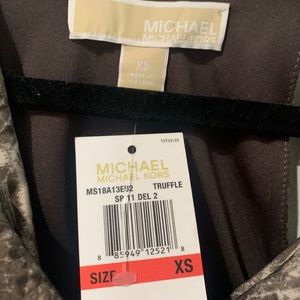 MICHAEL
MICHAEL KORS
XS
MICHAEL
MICHAEL KORS
MS18A13EU2 TRUFFLE
SP 11 DEL 2
8 85949 12521 8
SIZE XS